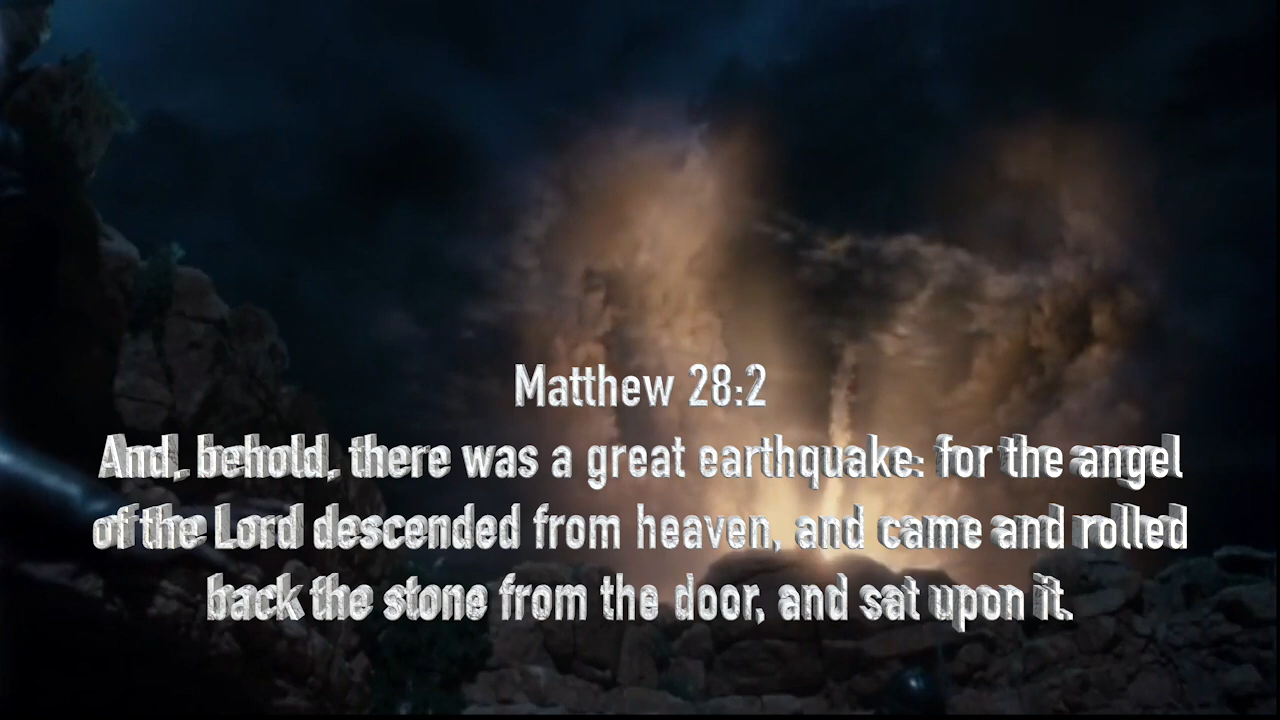 Matthew 28:2
And, behold, there was a great earthquake: for the angel
of the Lord descended from heaven, and came and rolled
back the stone from the door, and sat upon it.